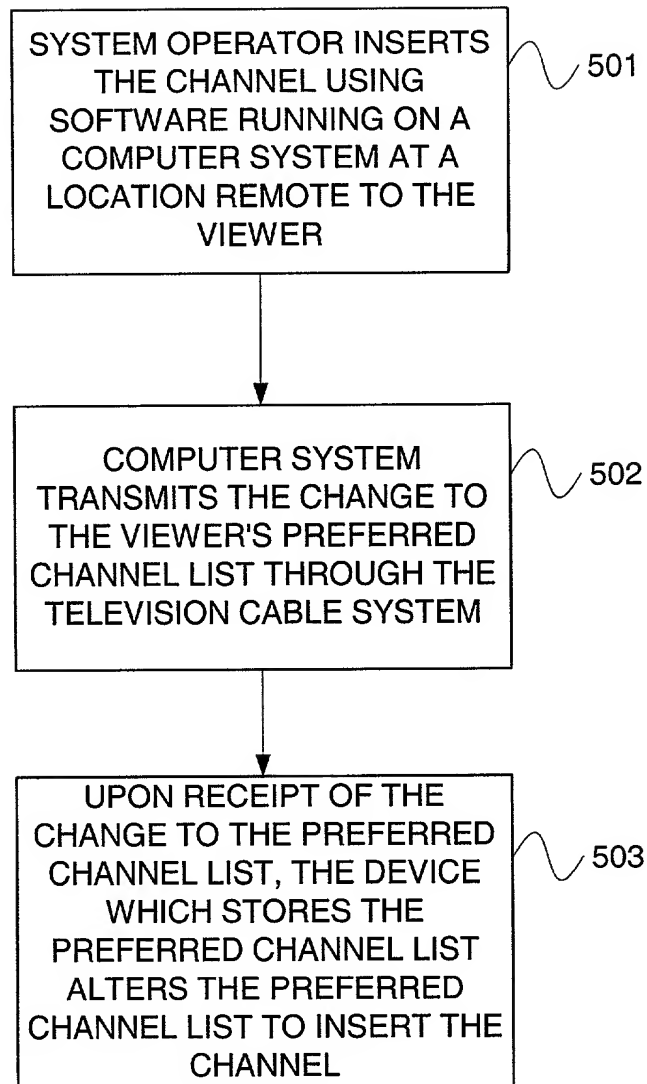 SYSTEM OPERATOR INSERTS
THE CHANNEL USING
SOFTWARE RUNNING ON A
COMPUTER SYSTEM AT A
LOCATION REMOTE TO THE
VIEWER
501
COMPUTER SYSTEM
TRANSMITS THE CHANGE TO
THE VIEWER'S PREFERRED
CHANNEL LIST THROUGH THE
TELEVISION CABLE SYSTEM
502
UPON RECEIPT OF THE
CHANGE TO THE PREFERRED
CHANNEL LIST, THE DEVICE
WHICH STORES THE
PREFERRED CHANNEL LIST
ALTERS THE PREFERRED
CHANNEL LIST TO INSERT THE
CHANNEL
503